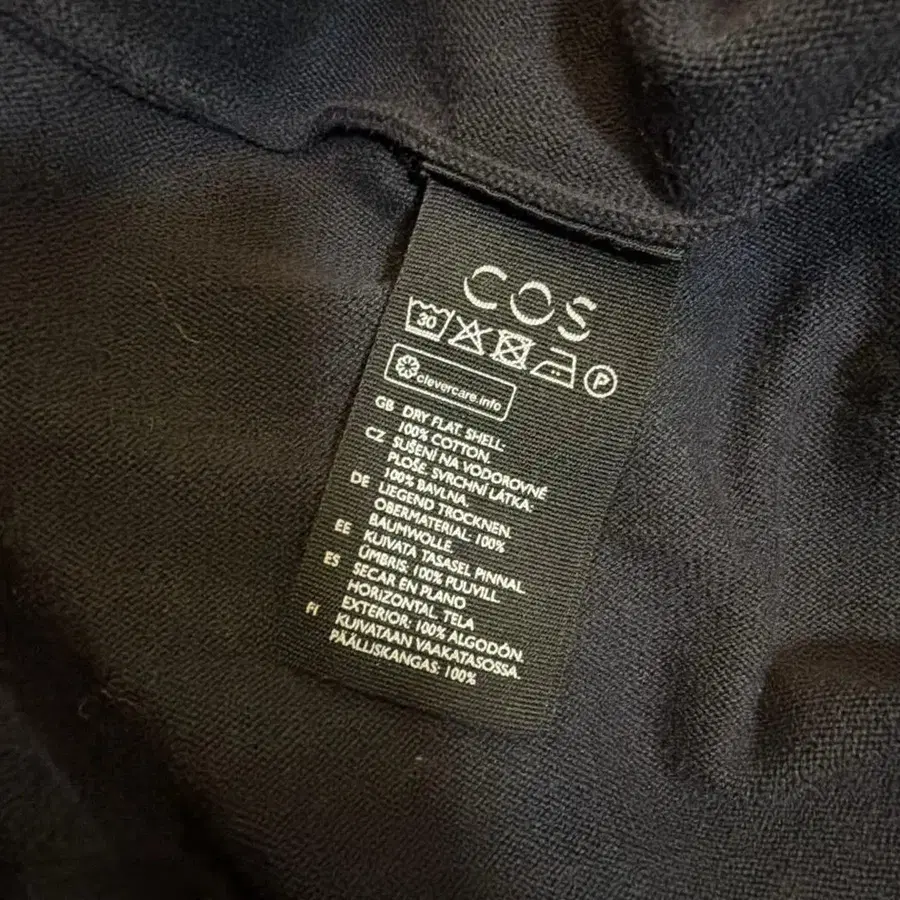 COS
30 P
clevercare.info
GB DRY FLAT. SHELL:
100% COTTON.
CZ SUŠENÍ NA VODOROVNÉ
PLOŠE. SVRCHNÍ LÁTKA:
100% BAVLNA.
DE LIEGEND TROCKNEN.
OBERMATERIAL: 100%
BAUMWOLLE.
EE KUIVATA TASASEL PINNAL.
ÜMBRIS: 100% PUUVILL.
ES SECAR EN PLANO
HORIZONTAL. TELA
EXTERIOR: 100% ALGODÓN.
FI KUIVATAAN VAAKATASOSSA.
PÄÄLLISKANGAS: 100%